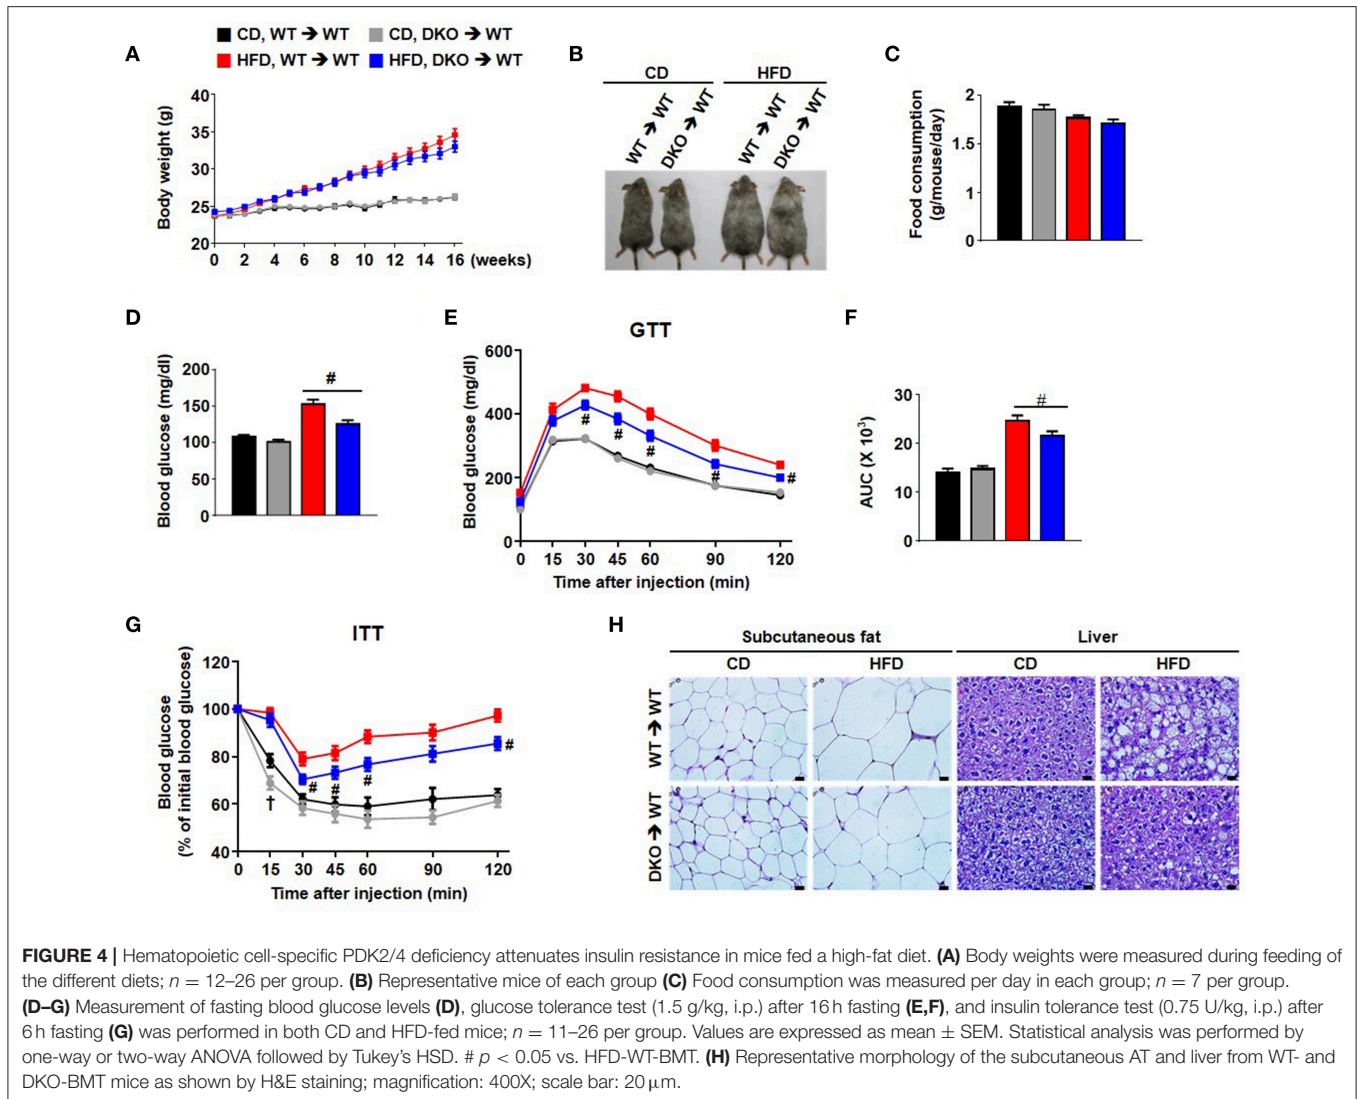 ■ CD, WT ➔ WT ■ CD, DKO ➔ WT
■ HFD, WT ➔ WT ■ HFD, DKO ➔ WT
A
Body weight (g)
40
35
30
25
20
0 2 4 6 8 10 12 14 16 (weeks)
B
CD HFD
WT ➔ WT
DKO ➔ WT
WT ➔ WT
DKO ➔ WT
C
Food consumption
(g/mouse/day)
2
1.5
1
0
D
Blood glucose (mg/dl)
200
150
100
50
0
#
E
GTT
Blood glucose (mg/dl)
600
400
200
0
# # # # #
0 15 30 45 60 90 120
Time after injection (min)
F
AUC (X 10³)
30
20
10
0
#
G
ITT
Blood glucose
(% of initial blood glucose)
120
100
80
60
40
† # # # #
0 15 30 45 60 90 120
Time after injection (min)
H
Subcutaneous fat Liver
CD HFD CD HFD
WT ➔ WT
DKO ➔ WT
FIGURE 4 | Hematopoietic cell-specific PDK2/4 deficiency attenuates insulin resistance in mice fed a high-fat diet. (A) Body weights were measured during feeding of
the different diets; n = 12–26 per group. (B) Representative mice of each group (C) Food consumption was measured per day in each group; n = 7 per group.
(D–G) Measurement of fasting blood glucose levels (D), glucose tolerance test (1.5 g/kg, i.p.) after 16 h fasting (E,F), and insulin tolerance test (0.75 U/kg, i.p.) after
6 h fasting (G) was performed in both CD and HFD-fed mice; n = 11–26 per group. Values are expressed as mean ± SEM. Statistical analysis was performed by
one-way or two-way ANOVA followed by Tukey's HSD. # p < 0.05 vs. HFD-WT-BMT. (H) Representative morphology of the subcutaneous AT and liver from WT- and
DKO-BMT mice as shown by H&E staining; magnification: 400X; scale bar: 20 μm.